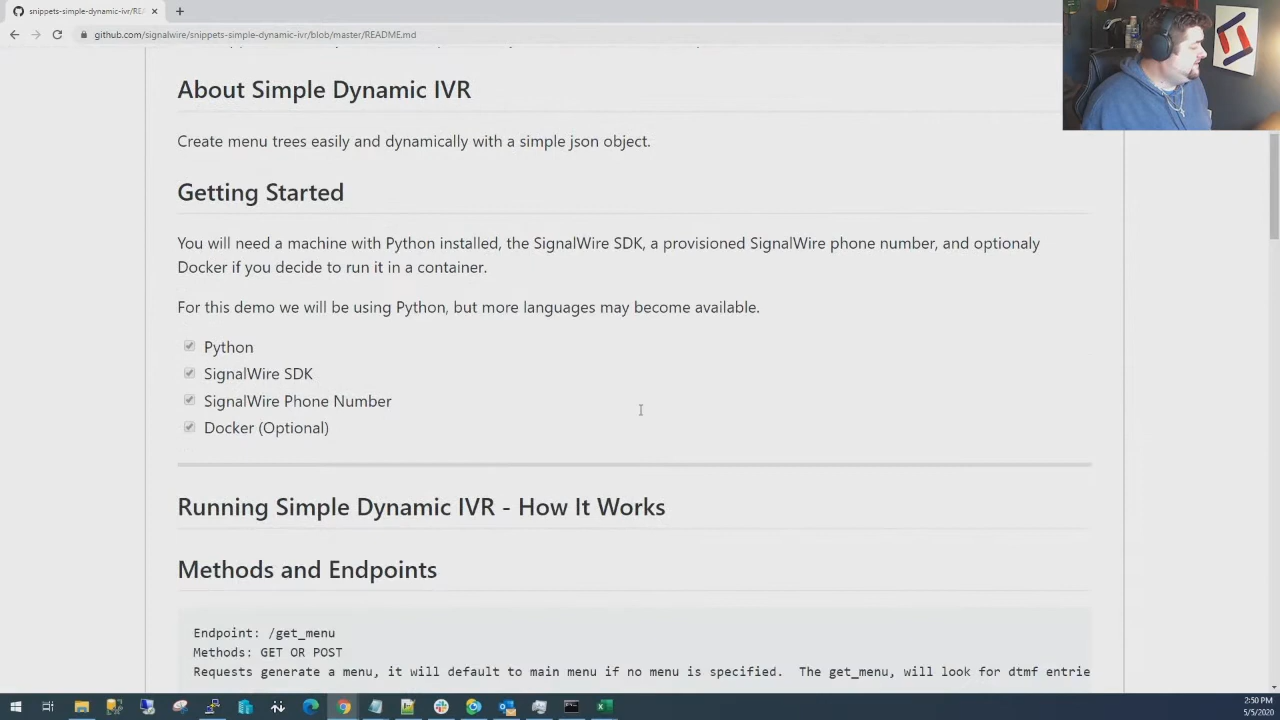 snippets-simple-dynamic-ivr/REA
github.com/signalwire/snippets-simple-dynamic-ivr/blob/master/README.md
About Simple Dynamic IVR
Create menu trees easily and dynamically with a simple json object.
Getting Started
You will need a machine with Python installed, the SignalWire SDK, a provisioned SignalWire phone number, and optionaly
Docker if you decide to run it in a container.
For this demo we will be using Python, but more languages may become available.
Python
SignalWire SDK
SignalWire Phone Number
Docker (Optional)
Running Simple Dynamic IVR - How It Works
Methods and Endpoints
Endpoint: /get_menu
Methods: GET OR POST
Requests generate a menu, it will default to main menu if no menu is specified.  The get_menu, will look for dtmf entrie
2:50 PM
5/5/2020